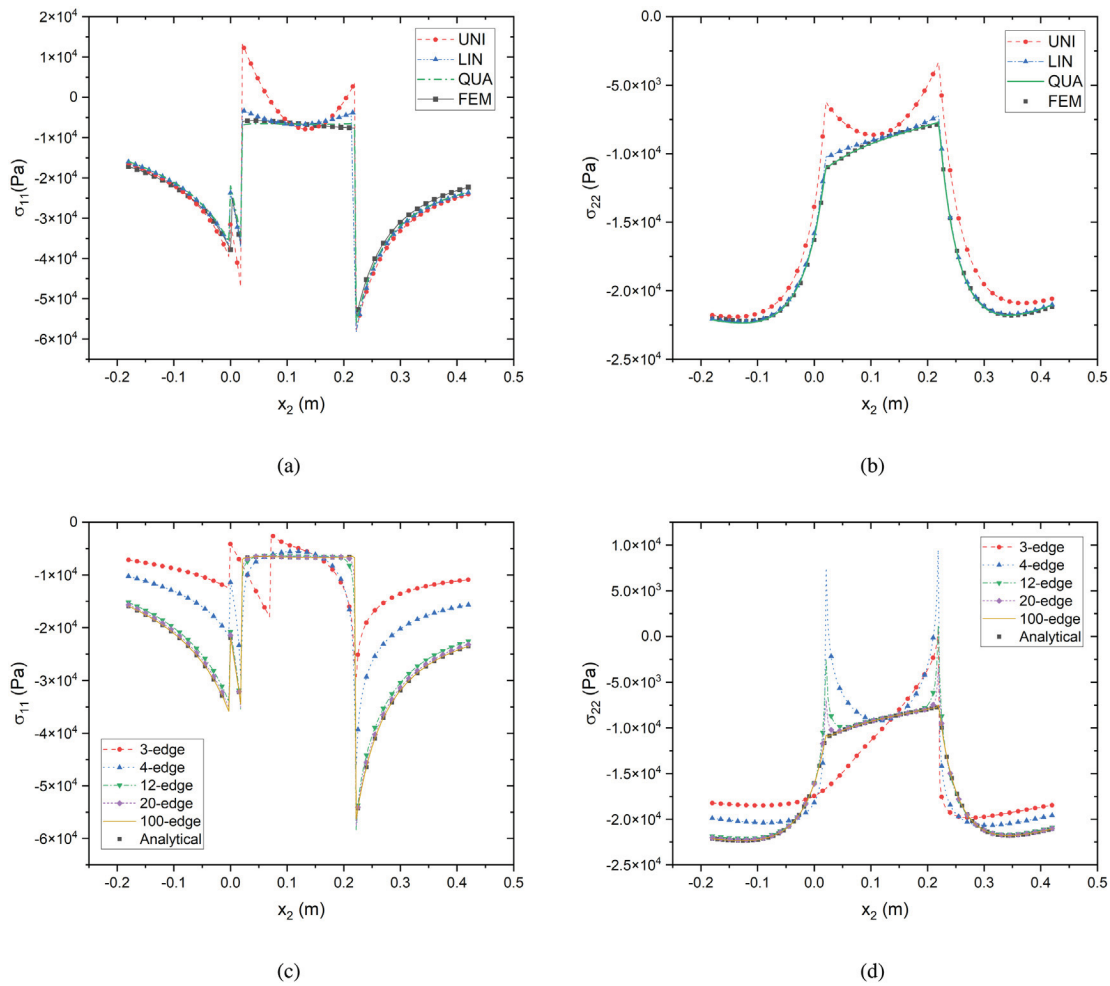 2×10⁴
1×10⁴
0
-1×10⁴
-2×10⁴
-3×10⁴
-4×10⁴
-5×10⁴
-6×10⁴
σ₁₁(Pa)
-0.2 -0.1 0.0 0.1 0.2 0.3 0.4 0.5
x₂ (m)
UNI
LIN
QUA
FEM
(a)
0.0
-5.0×10³
-1.0×10⁴
-1.5×10⁴
-2.0×10⁴
-2.5×10⁴
σ₂₂ (Pa)
-0.2 -0.1 0.0 0.1 0.2 0.3 0.4 0.5
x₂ (m)
UNI
LIN
QUA
FEM
(b)
0
-1×10⁴
-2×10⁴
-3×10⁴
-4×10⁴
-5×10⁴
-6×10⁴
σ₁₁ (Pa)
-0.2 -0.1 0.0 0.1 0.2 0.3 0.4 0.5
x₂ (m)
3-edge
4-edge
12-edge
20-edge
100-edge
Analytical
(c)
1.0×10⁴
5.0×10³
0.0
-5.0×10³
-1.0×10⁴
-1.5×10⁴
-2.0×10⁴
-2.5×10⁴
σ₂₂ (Pa)
-0.2 -0.1 0.0 0.1 0.2 0.3 0.4 0.5
x₂ (m)
3-edge
4-edge
12-edge
20-edge
100-edge
Analytical
(d)